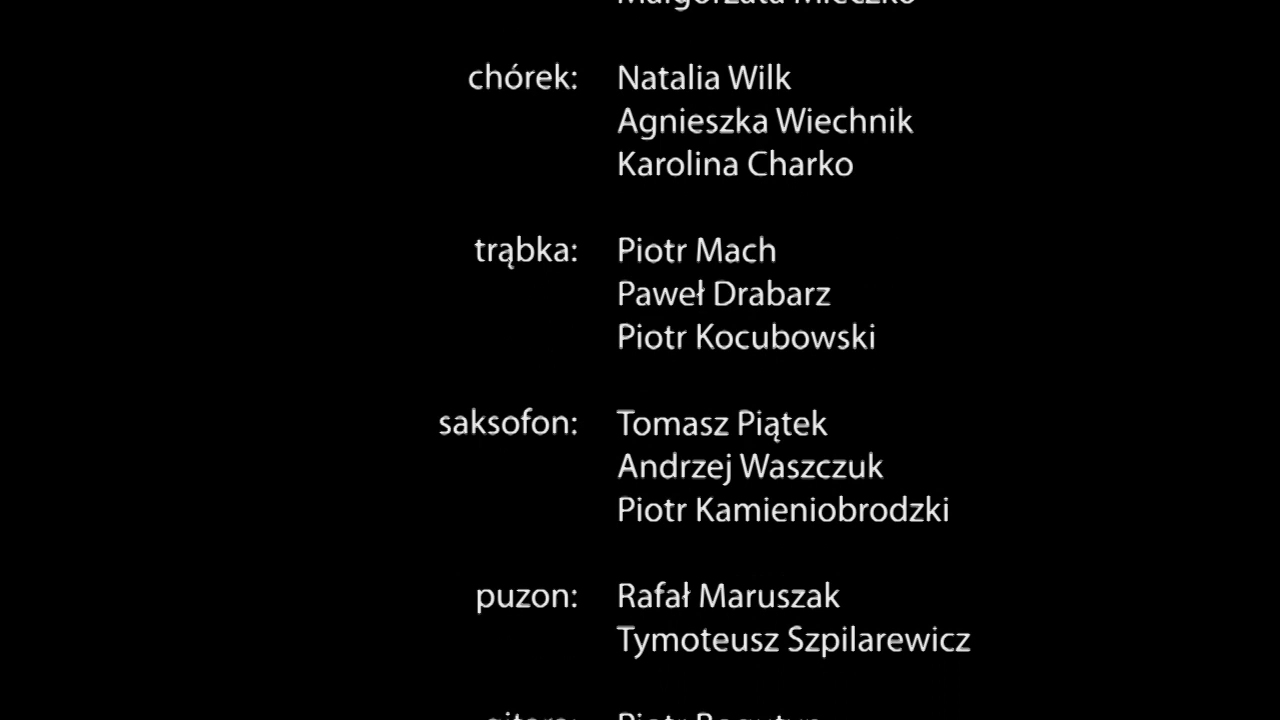 chórek: Natalia Wilk
Agnieszka Wiechnik
Karolina Charko
trąbka: Piotr Mach
Paweł Drabarz
Piotr Kocubowski
saksofon: Tomasz Piątek
Andrzej Waszczuk
Piotr Kamieniobrodzki
puzon: Rafał Maruszak
Tymoteusz Szpilarewicz